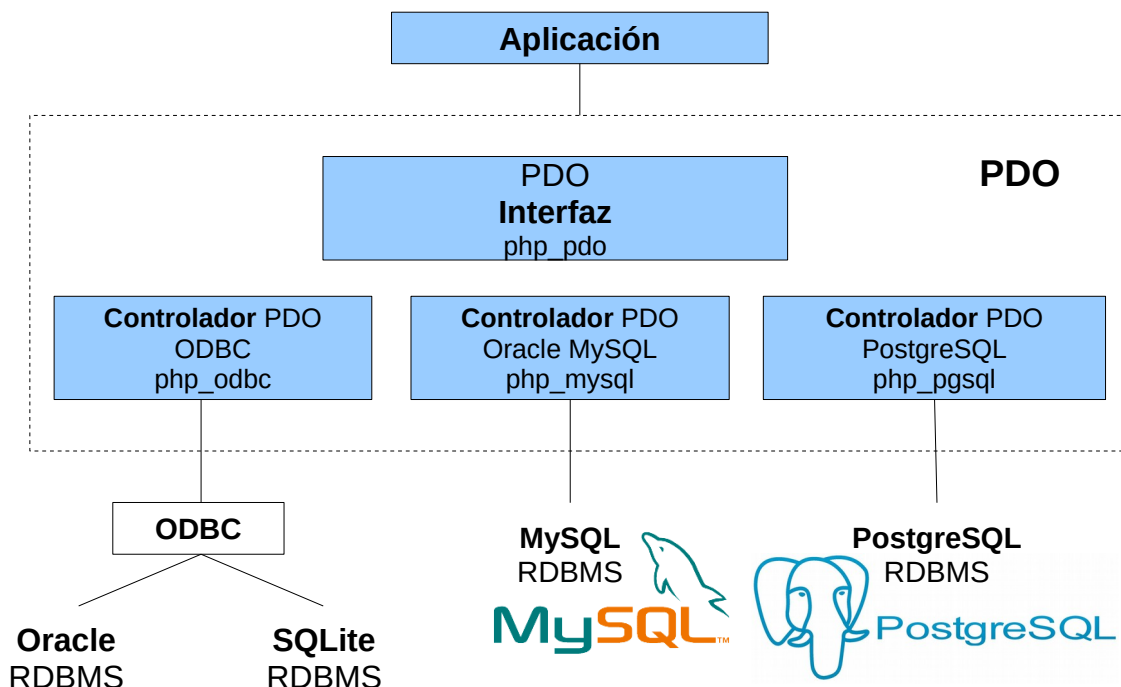 Aplicación
PDO
PDO
Interfaz
php_pdo
Controlador PDO
ODBC
php_odbc
Controlador PDO
Oracle MySQL
php_mysql
Controlador PDO
PostgreSQL
php_pgsql
ODBC
MySQL
RDBMS
MySQL™
PostgreSQL
RDBMS
PostgreSQL
Oracle
RDBMS
SQLite
RDBMS